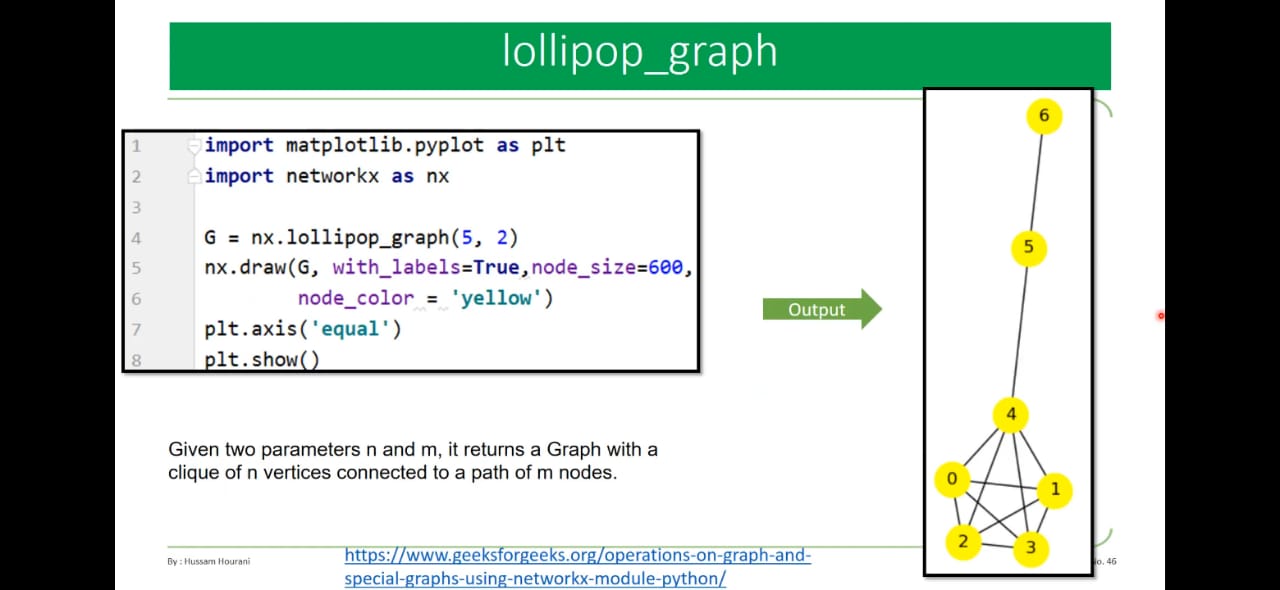 lollipop_graph
1 import matplotlib.pyplot as plt
2 import networkx as nx
3
4 G = nx.lollipop_graph(5, 2)
5 nx.draw(G, with_labels=True,node_size=600,
6 node_color = 'yellow')
7 plt.axis('equal')
8 plt.show()
Output
6
5
4
0
1
2
3
Given two parameters n and m, it returns a Graph with a
clique of n vertices connected to a path of m nodes.
By : Hussam Hourani
https://www.geeksforgeeks.org/operations-on-graph-and-
special-graphs-using-networkx-module-python/
46